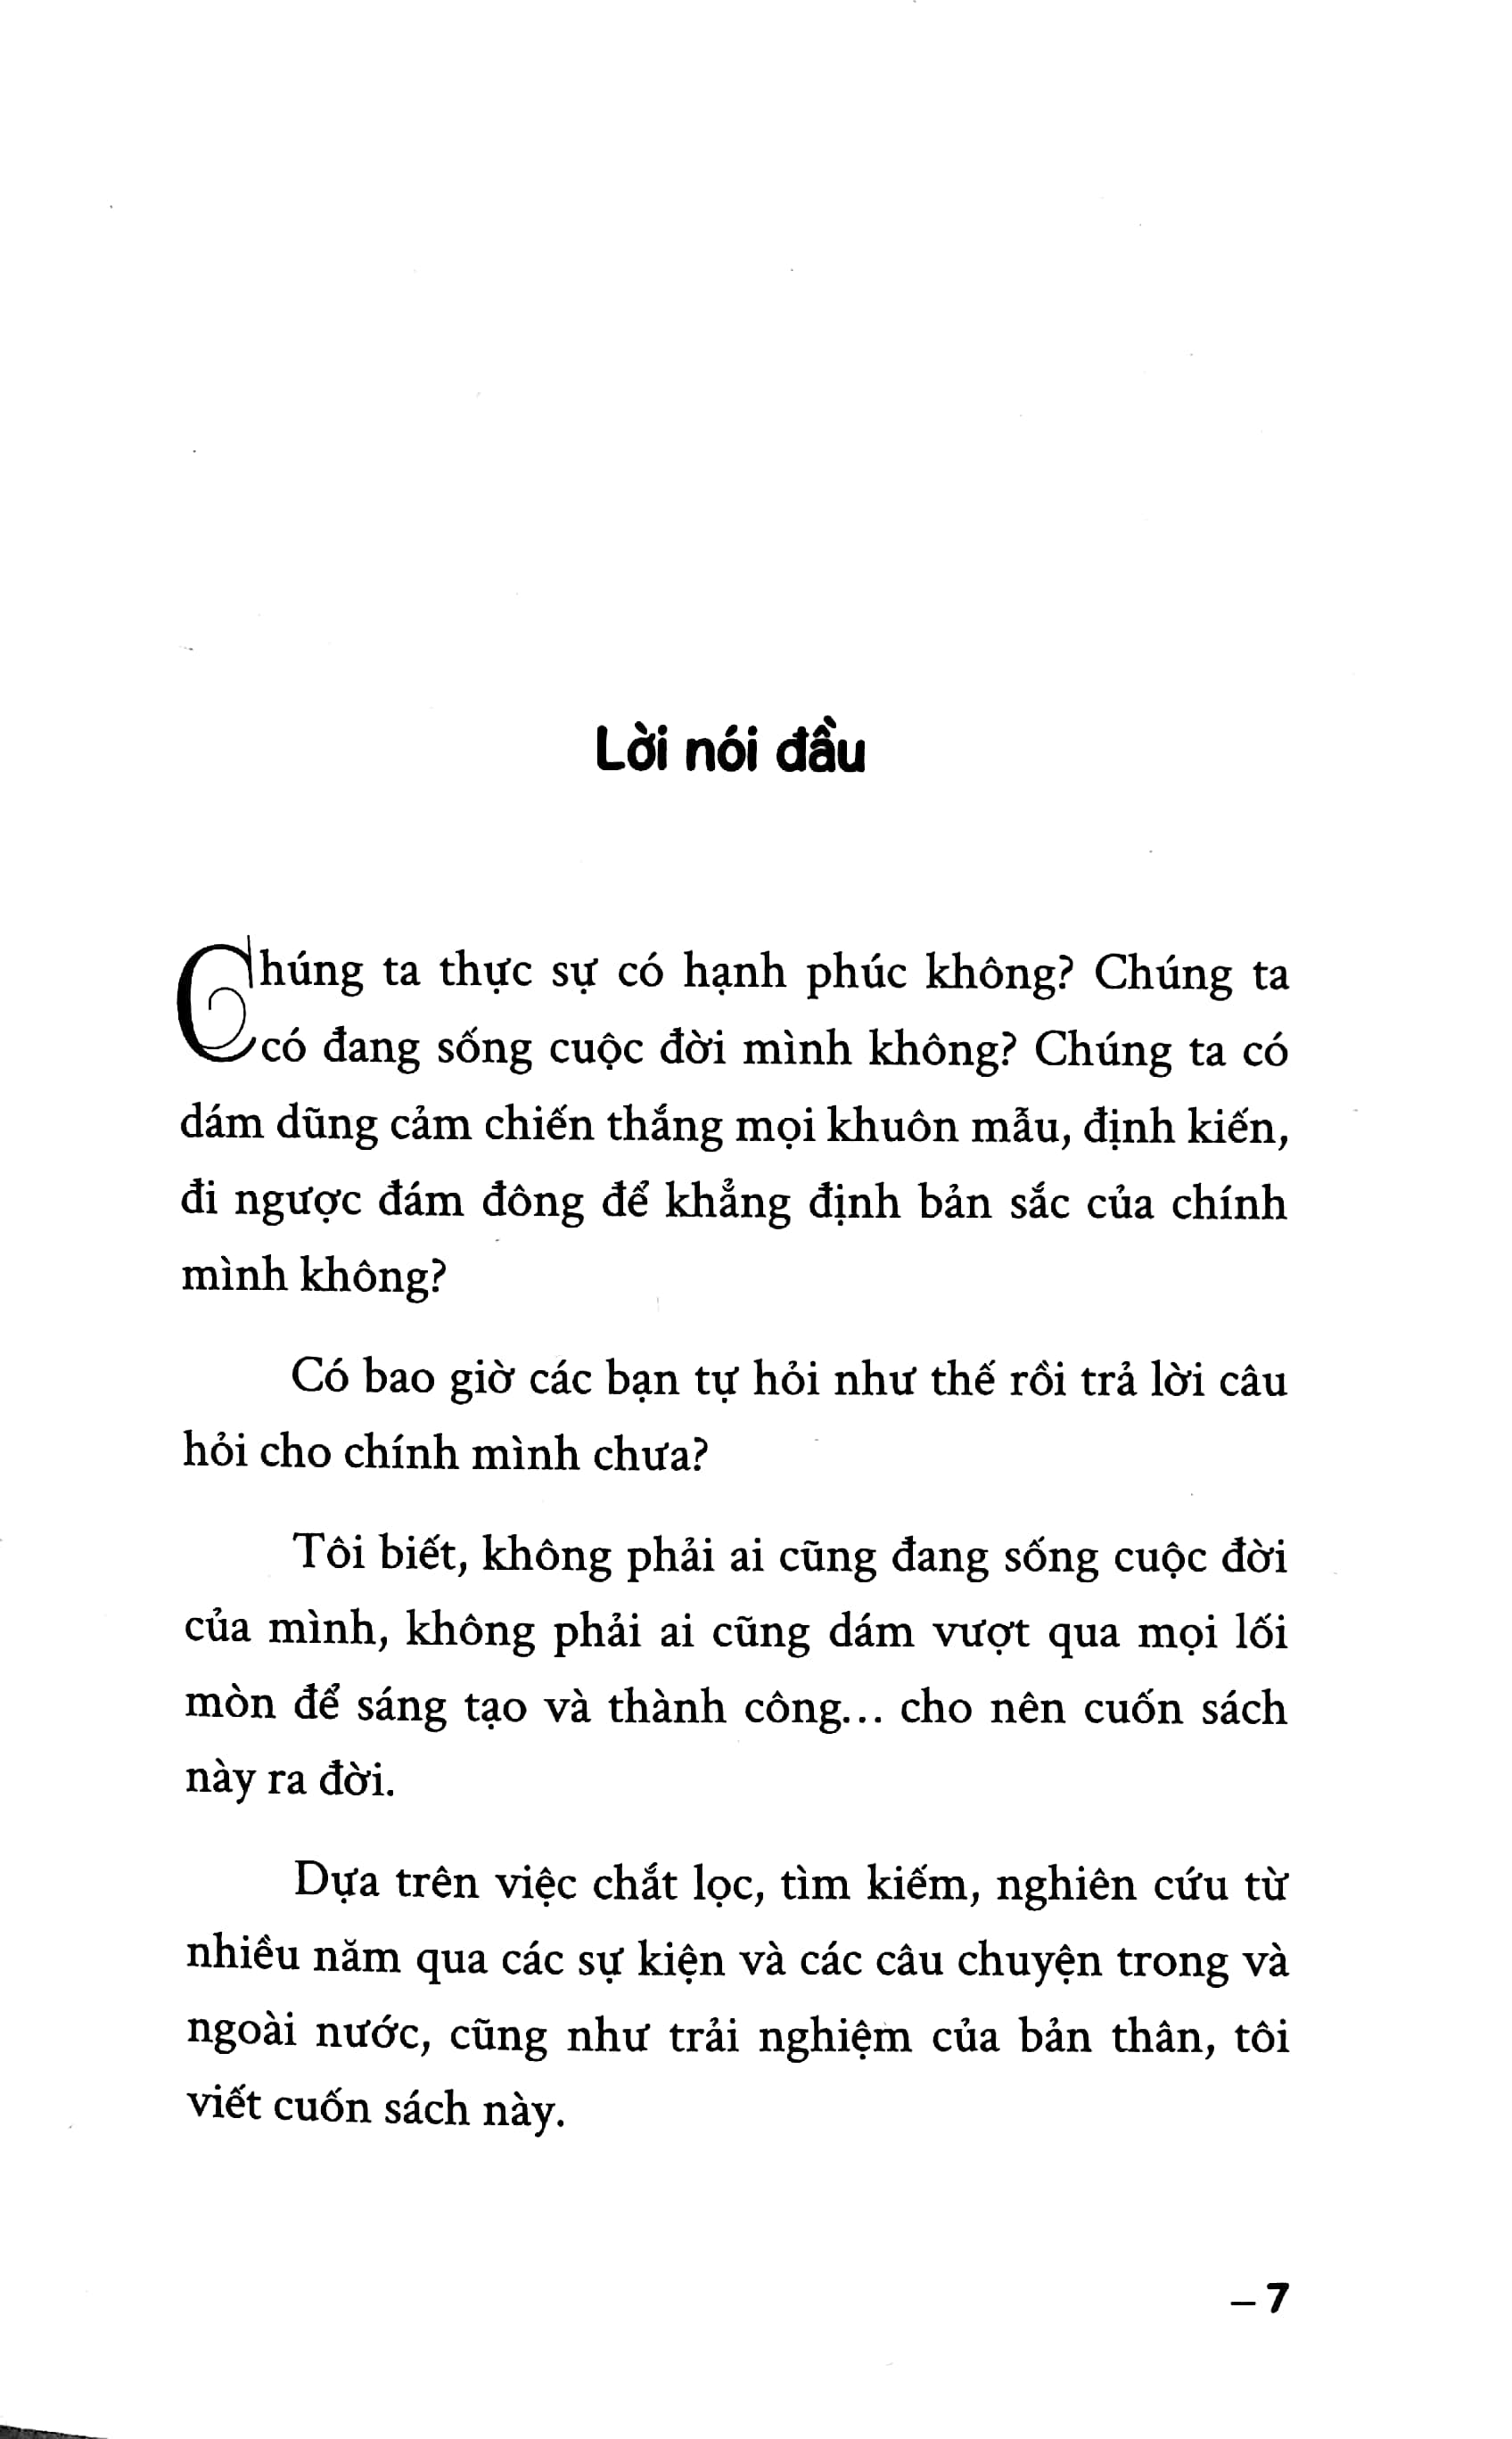 Lời nói đầu
Chúng ta thực sự có hạnh phúc không? Chúng ta
có đang sống cuộc đời mình không? Chúng ta có
dám dũng cảm chiến thắng mọi khuôn mẫu, định kiến,
đi ngược đám đông để khẳng định bản sắc của chính
mình không?
Có bao giờ các bạn tự hỏi như thế rồi trả lời câu
hỏi cho chính mình chưa?
Tôi biết, không phải ai cũng đang sống cuộc đời
của mình, không phải ai cũng dám vượt qua mọi lối
mòn để sáng tạo và thành công... cho nên cuốn sách
này ra đời.
Dựa trên việc chắt lọc, tìm kiếm, nghiên cứu từ
nhiều năm qua các sự kiện và các câu chuyện trong và
ngoài nước, cũng như trải nghiệm của bản thân, tôi
viết cuốn sách này.
– 7